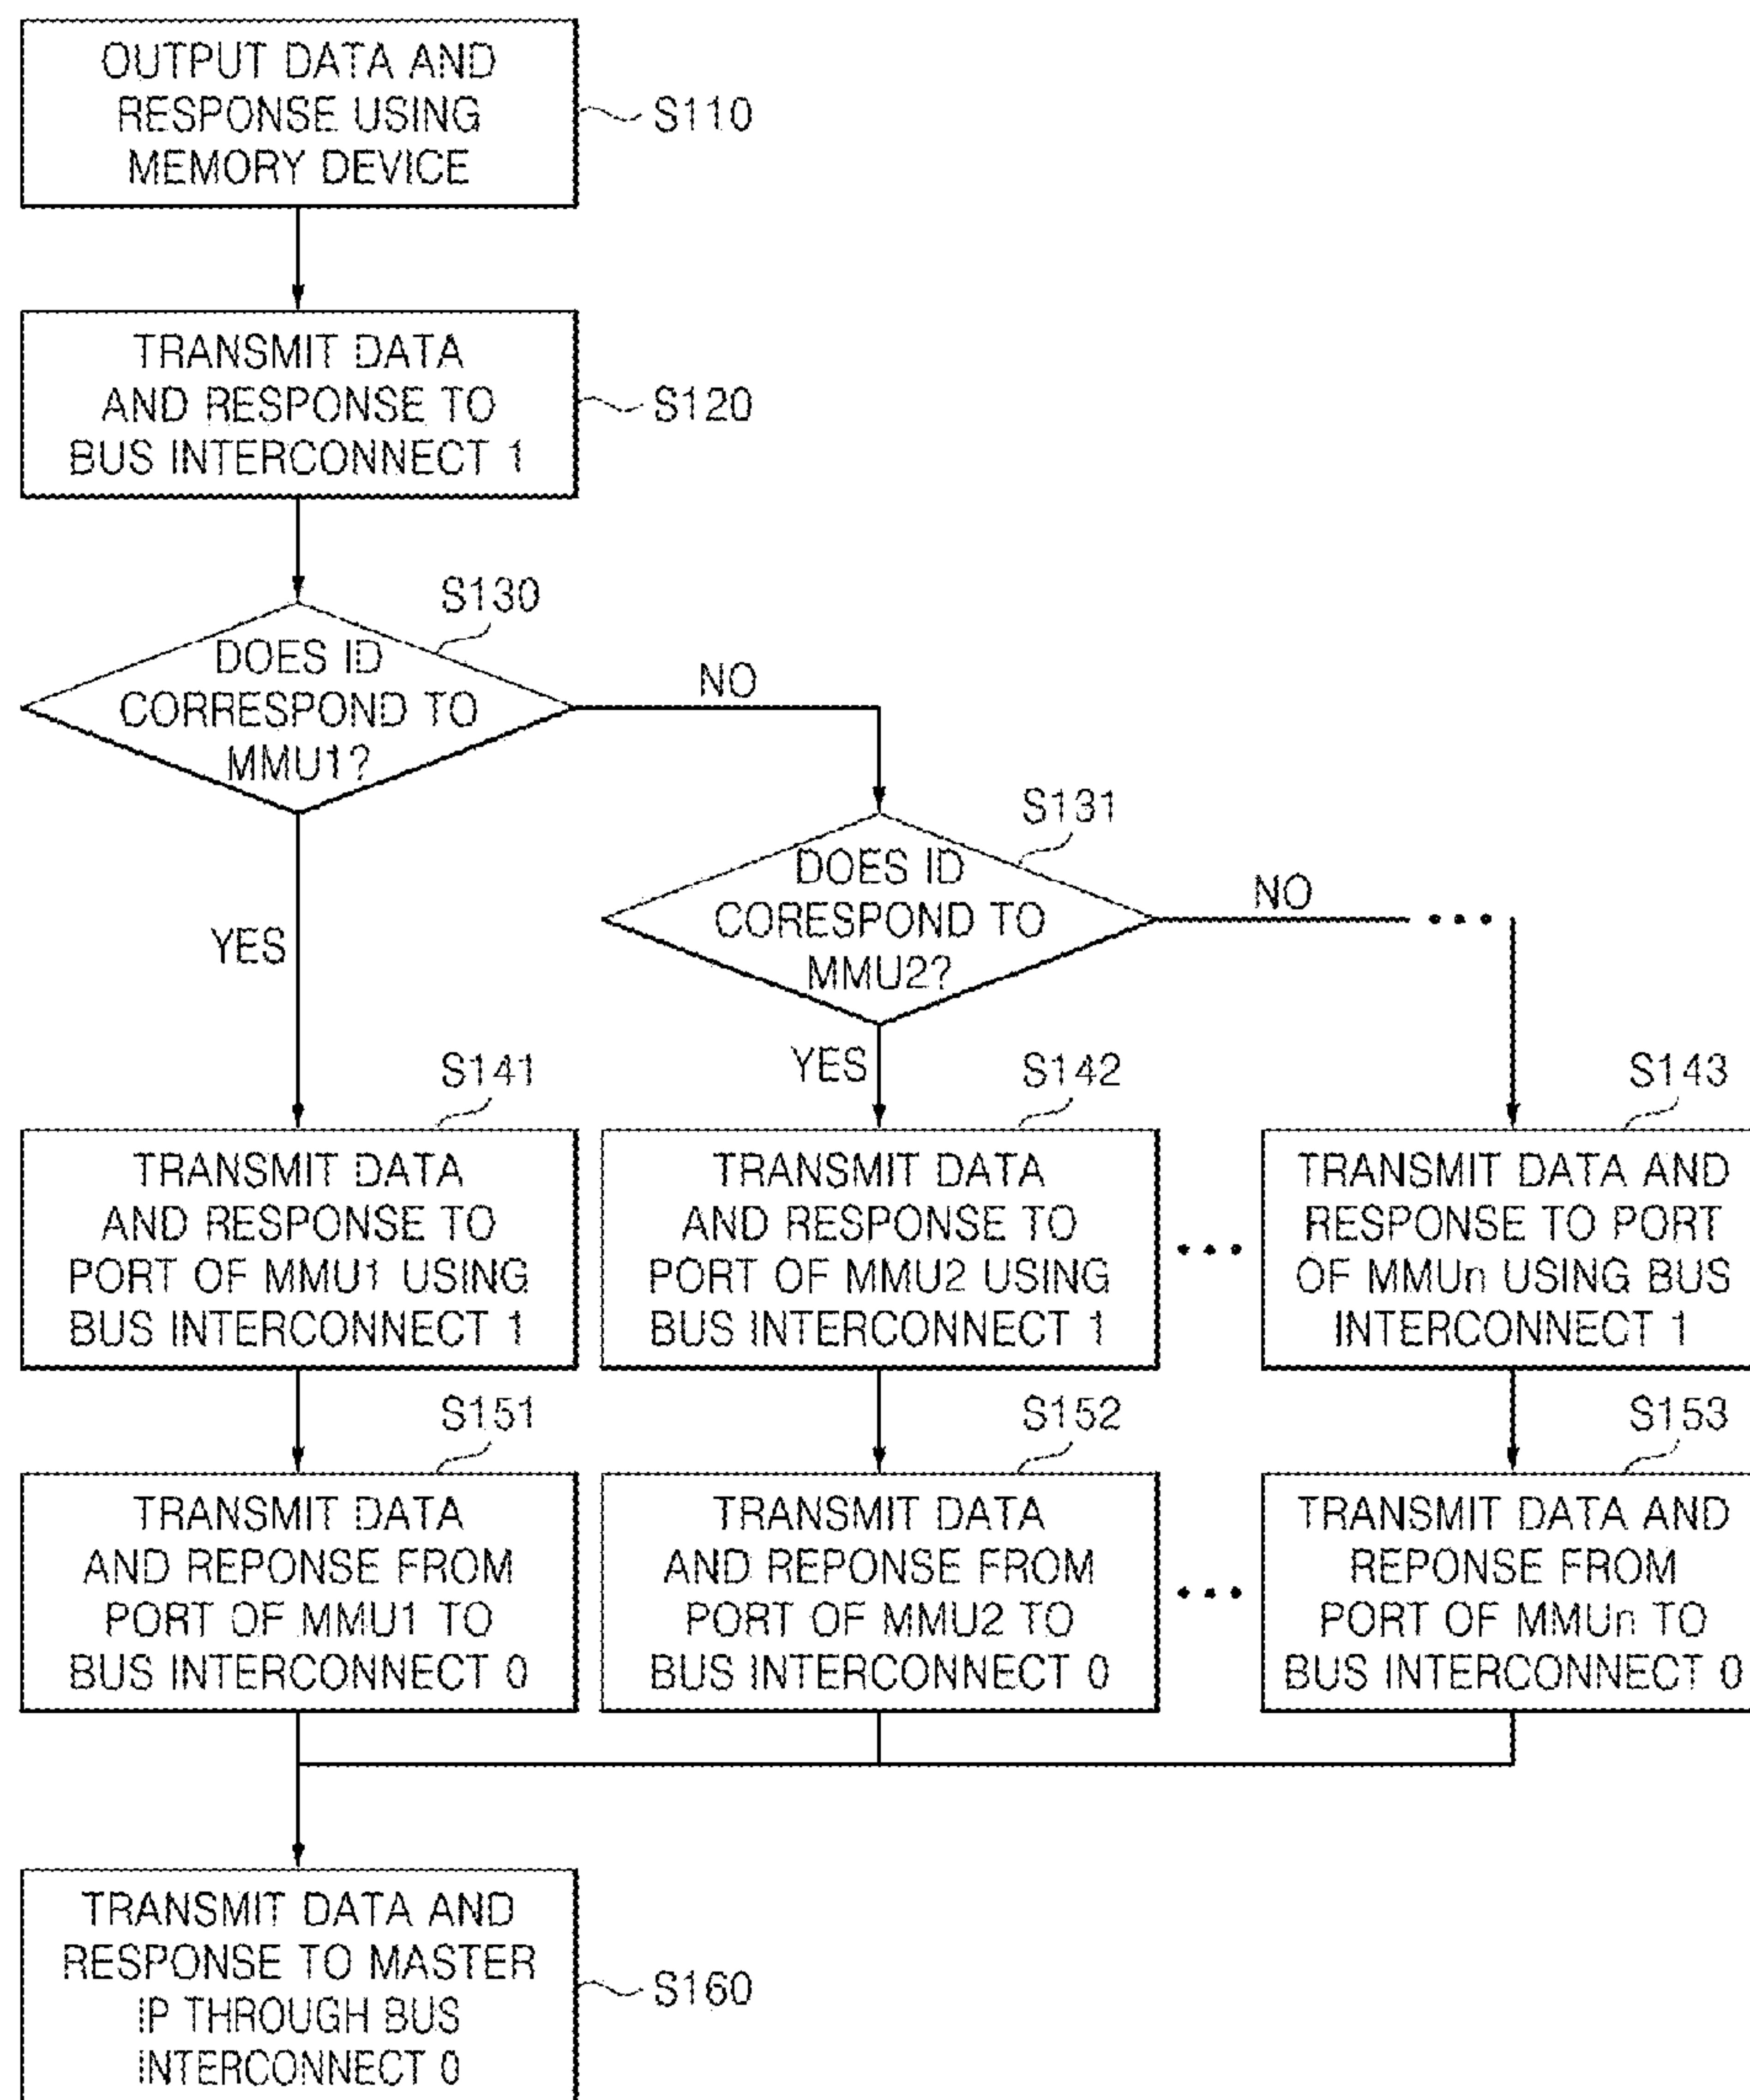 OUTPUT DATA AND
RESPONSE USING
MEMORY DEVICE
S110
TRANSMIT DATA
AND RESPONSE TO
BUS INTERCONNECT 1
S120
S130
DOES ID
CORRESPOND TO
MMU1?
NO
YES
S131
DOES ID
CORESPOND TO
MMU2?
NO
•••
YES
S141
TRANSMIT DATA
AND RESPONSE TO
PORT OF MMU1 USING
BUS INTERCONNECT 1
S142
TRANSMIT DATA
AND RESPONSE TO
PORT OF MMU2 USING
BUS INTERCONNECT 1
•••
S143
TRANSMIT DATA AND
RESPONSE TO PORT
OF MMUn USING BUS
INTERCONNECT 1
S151
TRANSMIT DATA
AND REPONSE FROM
PORT OF MMU1 TO
BUS INTERCONNECT 0
S152
TRANSMIT DATA
AND REPONSE FROM
PORT OF MMU2 TO
BUS INTERCONNECT 0
•••
S153
TRANSMIT DATA AND
REPONSE FROM
PORT OF MMUn TO
BUS INTERCONNECT 0
TRANSMIT DATA AND
RESPONSE TO MASTER
IP THROUGH BUS
INTERCONNECT 0
S160